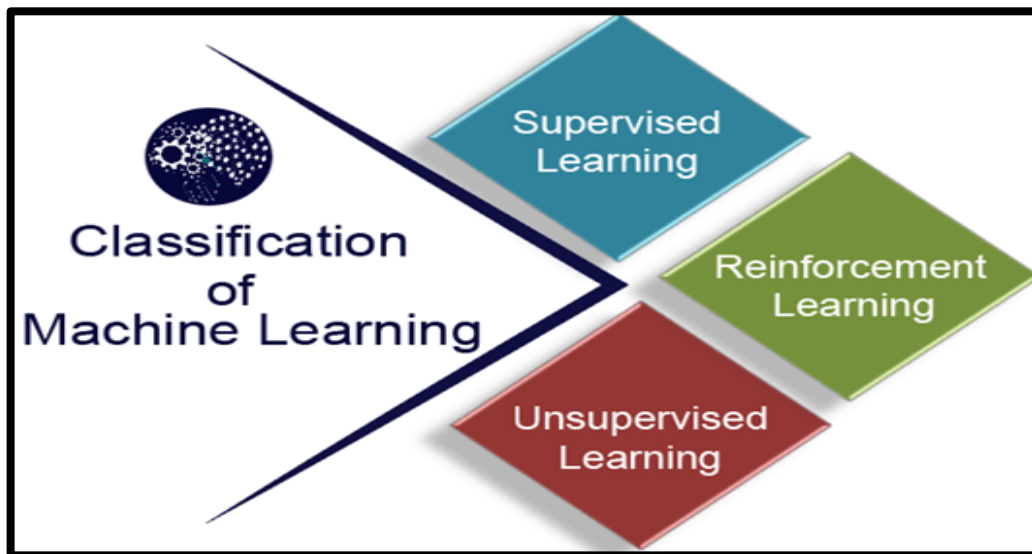 Classification
of
Machine Learning
Supervised
Learning
Reinforcement
Learning
Unsupervised
Learning